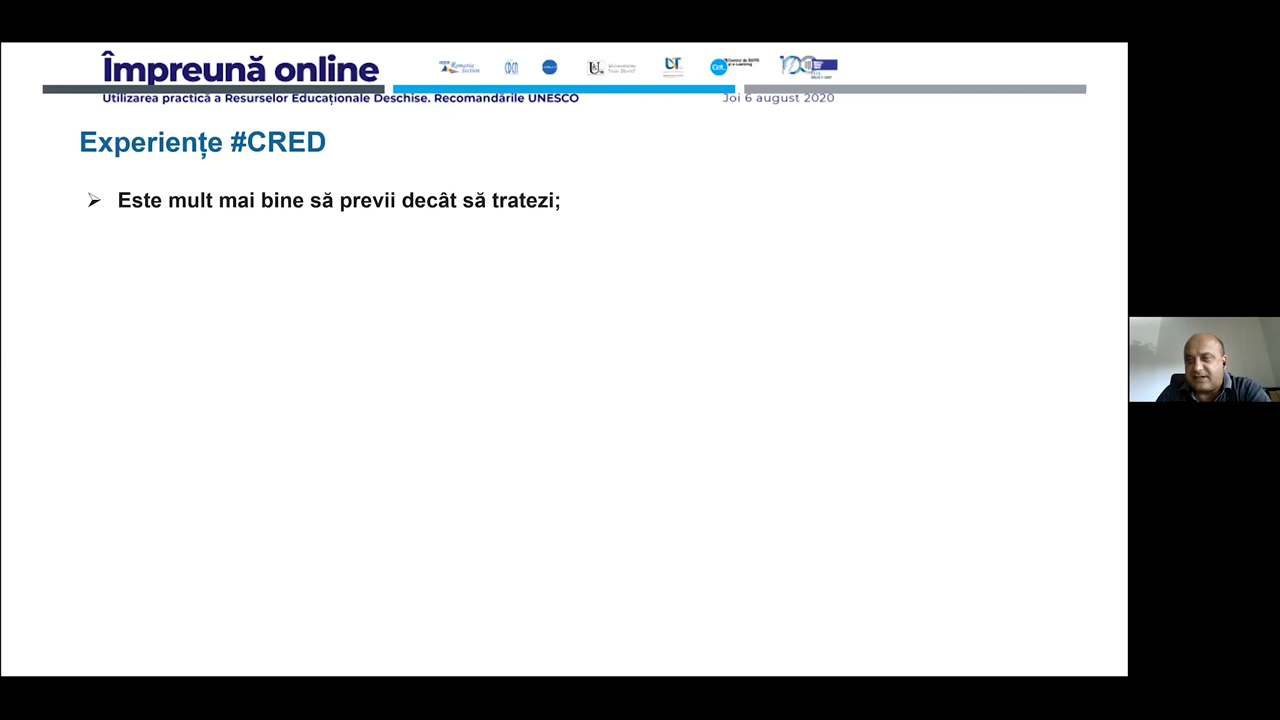 Împreună online
Utilizarea practică a Resurselor Educaționale Deschise. Recomandările UNESCO
Joi 6 august 2020
Experiențe #CRED
Este mult mai bine să previi decât să tratezi;